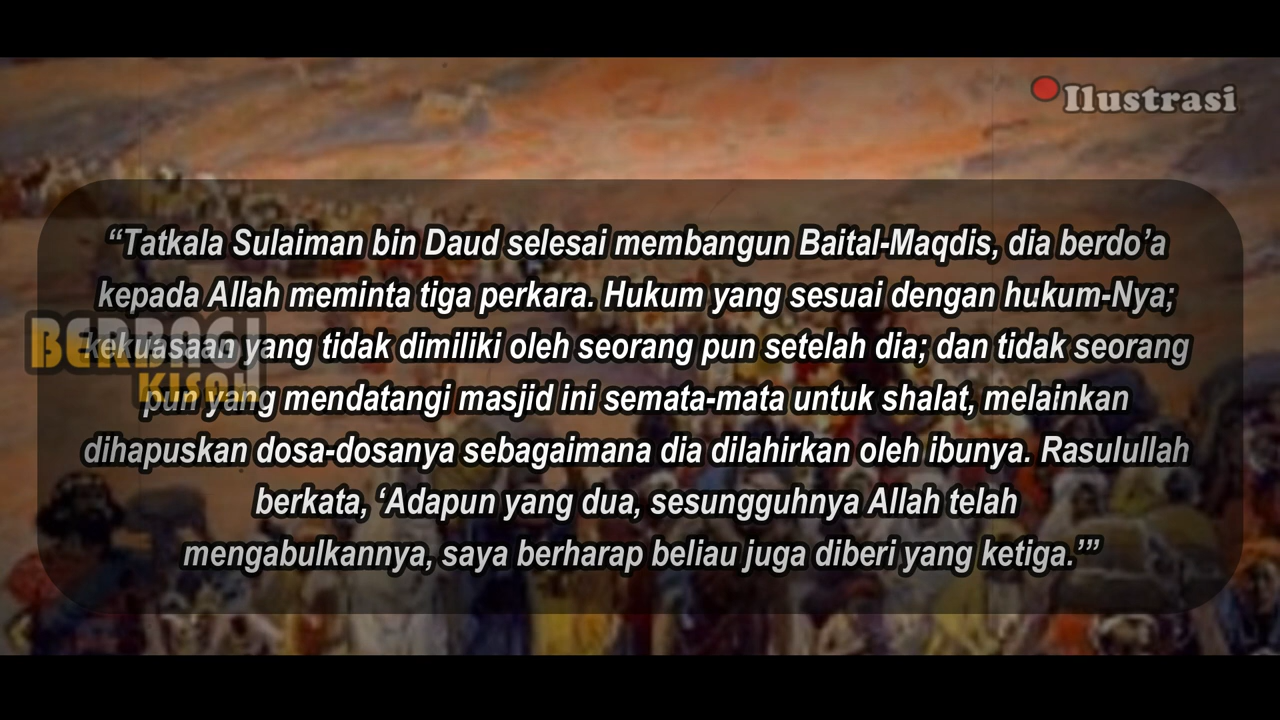 Ilustrasi
“Tatkala Sulaiman bin Daud selesai membangun Baital-Maqdis, dia berdo’a
kepada Allah meminta tiga perkara. Hukum yang sesuai dengan hukum-Nya;
kekuasaan yang tidak dimiliki oleh seorang pun setelah dia; dan tidak seorang
pun yang mendatangi masjid ini semata-mata untuk shalat, melainkan
dihapuskan dosa-dosanya sebagaimana dia dilahirkan oleh ibunya. Rasulullah
berkata, ‘Adapun yang dua, sesungguhnya Allah telah
mengabulkannya, saya berharap beliau juga diberi yang ketiga.’”
BERBAGI
KISAH